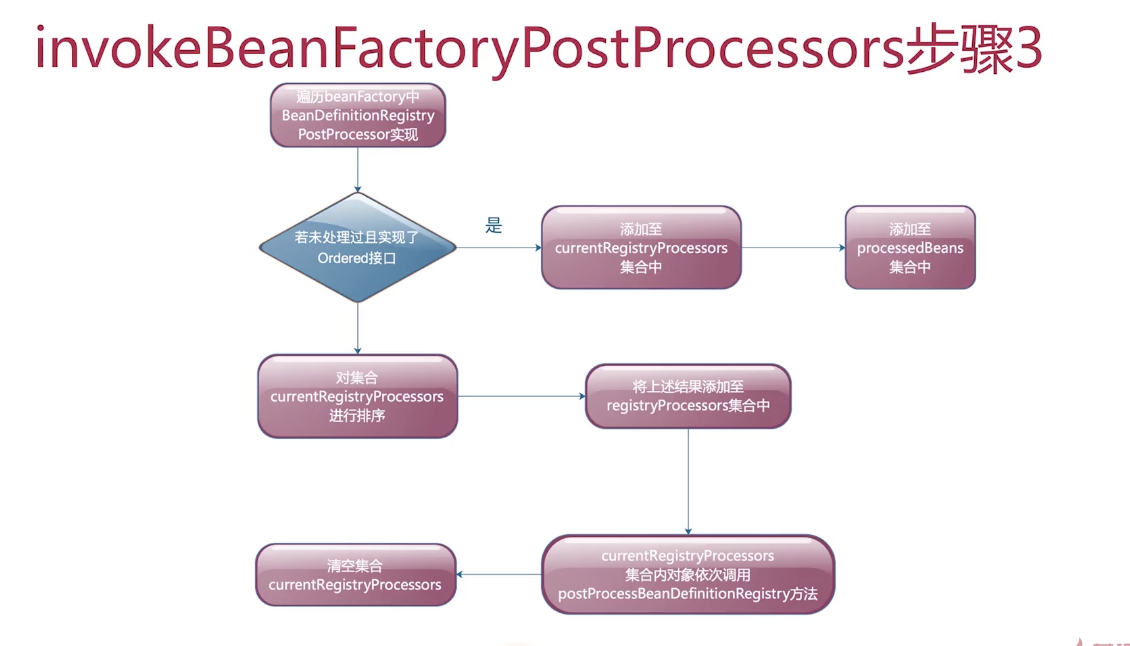 invokeBeanFactoryPostProcessors步骤3
遍历beanFactory中
BeanDefinitionRegistry
PostProcessor实现
若未处理过且实现了
Ordered接口
是
添加至
currentRegistryProcessors
集合中
添加至
processedBeans
集合中
对集合
currentRegistryProcessors
进行排序
将上述结果添加至
registryProcessors集合中
currentRegistryProcessors
集合内对象依次调用
postProcessBeanDefinitionRegistry方法
清空集合
currentRegistryProcessors